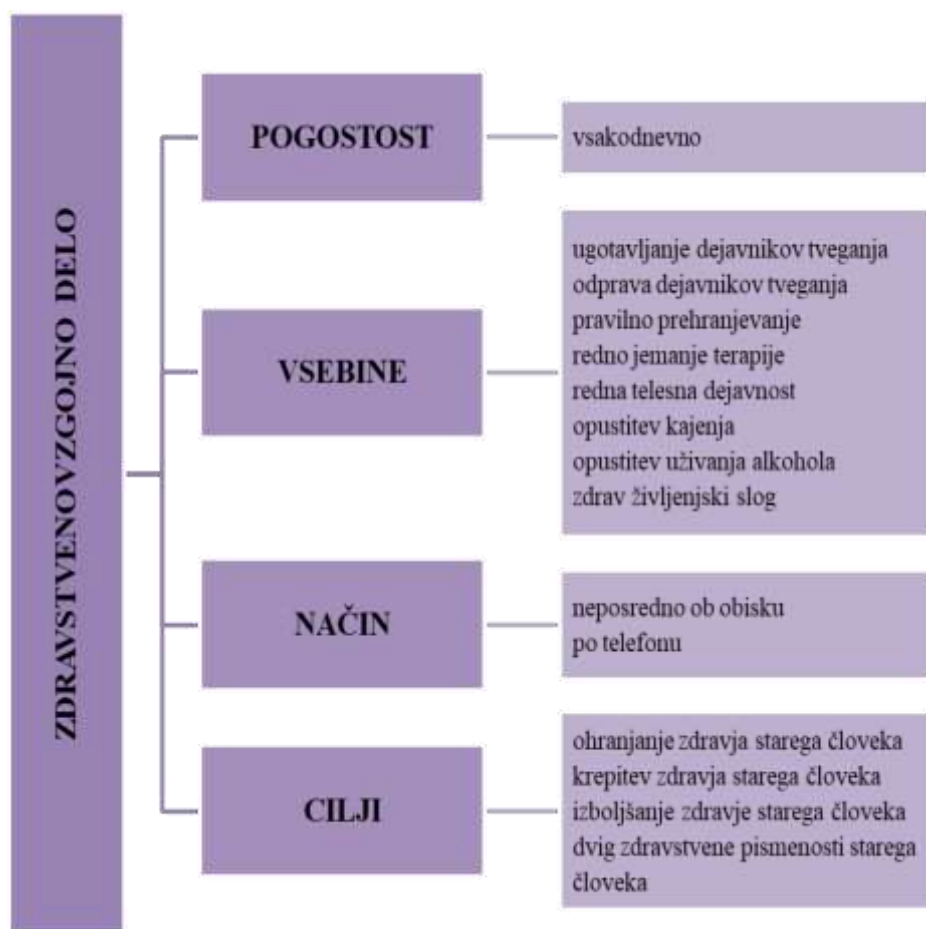 ZDRAVSTVENOVZGOJNO DELO
POGOSTOST
vsakodnevno
VSEBINE
ugotavljanje dejavnikov tveganja
odprava dejavnikov tveganja
pravilno prehranjevanje
redno jemanje terapije
redna telesna dejavnost
opustitev kajenja
opustitev uživanja alkohola
zdrav življenjski slog
NAČIN
neposredno ob obisku
po telefonu
CILJI
ohranjanje zdravja starega človeka
krepitev zdravja starega človeka
izboljšanje zdravje starega človeka
dvig zdravstvene pismenosti starega
človeka